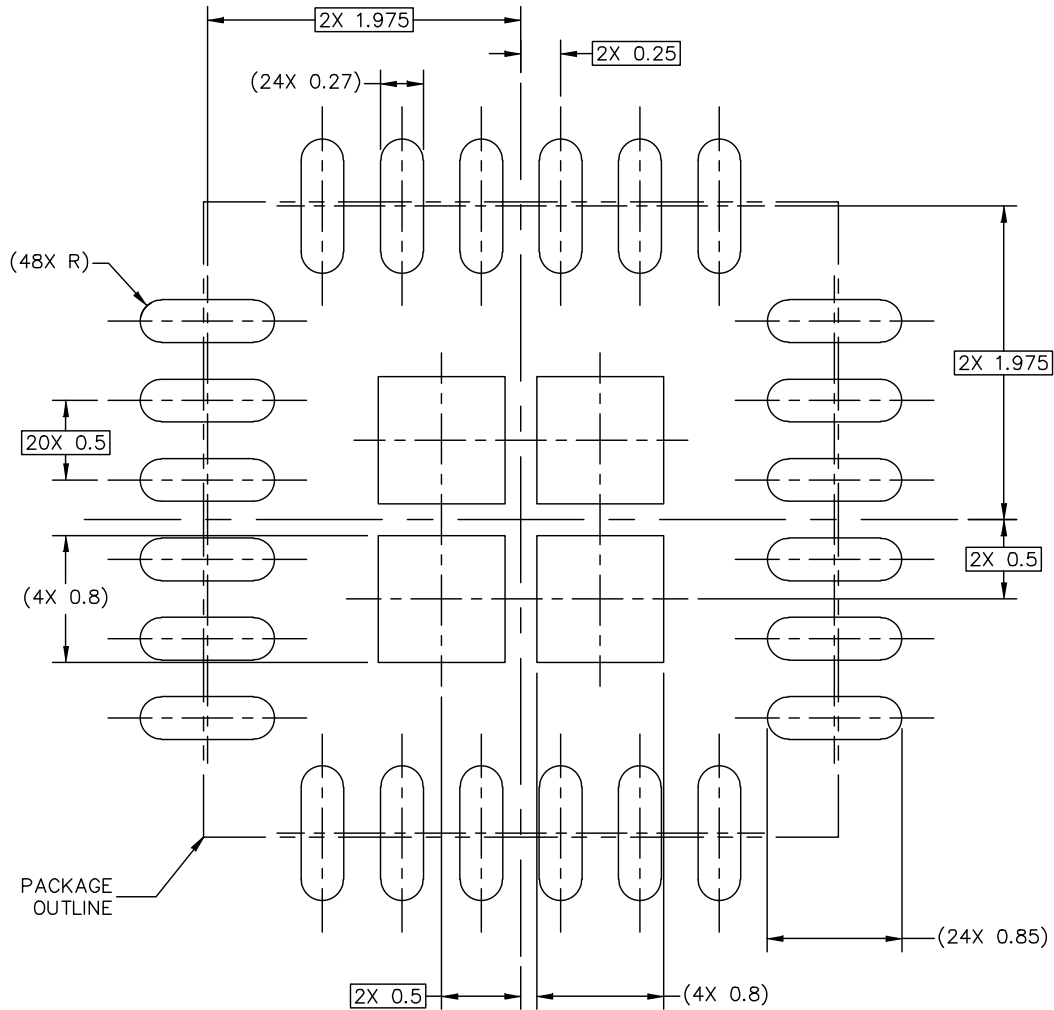 2X 1.975
2X 0.25
(24X 0.27)
(48X R)
2X 1.975
20X 0.5
2X 0.5
(4X 0.8)
PACKAGE
OUTLINE
(24X 0.85)
2X 0.5
(4X 0.8)